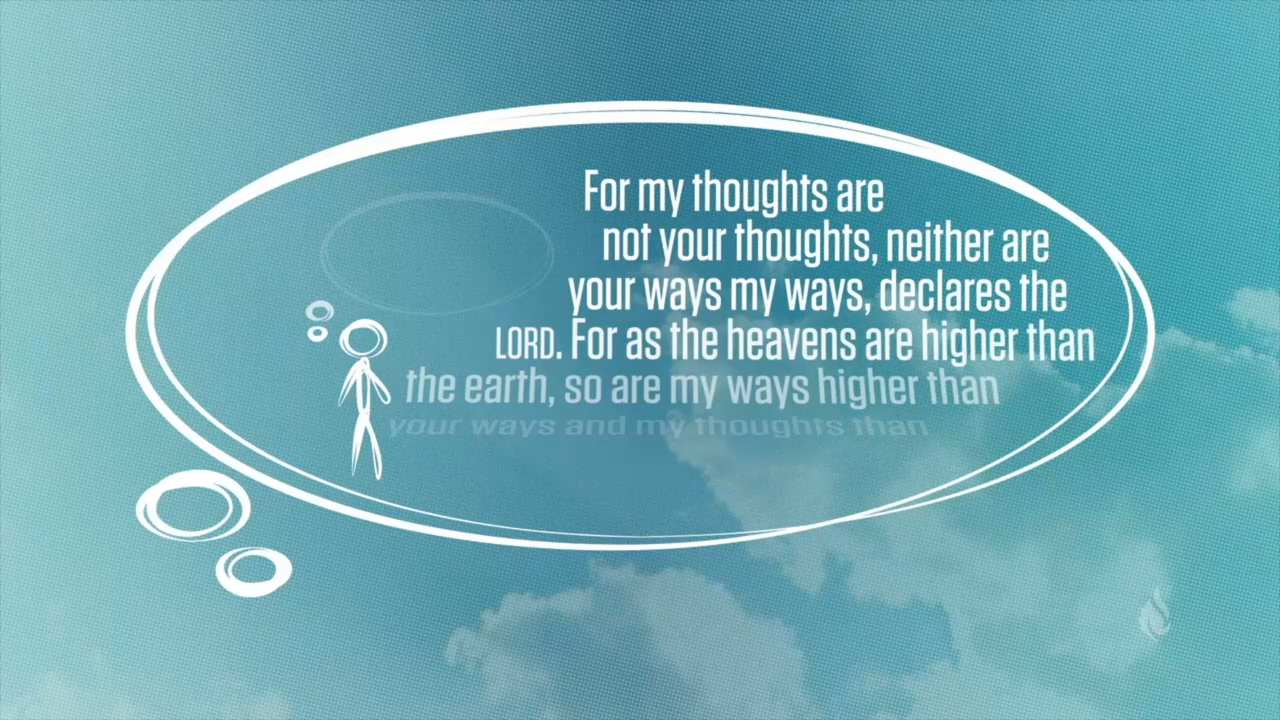 For my thoughts are
not your thoughts, neither are
your ways my ways, declares the
LORD. For as the heavens are higher than
the earth, so are my ways higher than
your ways and my thoughts than